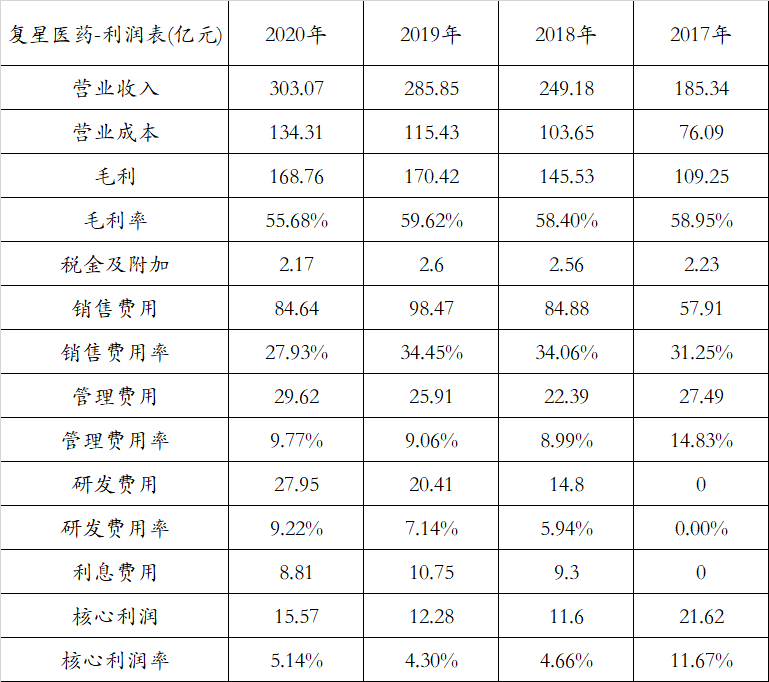 复星医药-利润表(亿元) 2020年 2019年 2018年 2017年
营业收入 303.07 285.85 249.18 185.34
营业成本 134.31 115.43 103.65 76.09
毛利 168.76 170.42 145.53 109.25
毛利率 55.68% 59.62% 58.40% 58.95%
税金及附加 2.17 2.6 2.56 2.23
销售费用 84.64 98.47 84.88 57.91
销售费用率 27.93% 34.45% 34.06% 31.25%
管理费用 29.62 25.91 22.39 27.49
管理费用率 9.77% 9.06% 8.99% 14.83%
研发费用 27.95 20.41 14.8 0
研发费用率 9.22% 7.14% 5.94% 0.00%
利息费用 8.81 10.75 9.3 0
核心利润 15.57 12.28 11.6 21.62
核心利润率 5.14% 4.30% 4.66% 11.67%